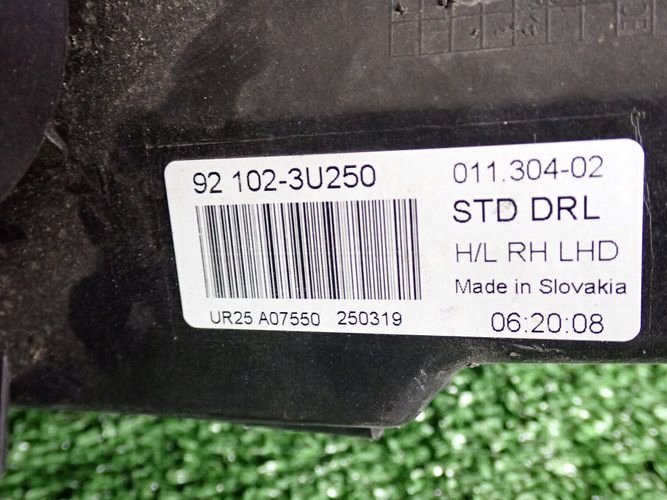 92 102-3U250
011.304-02
STD DRL
H/L RH LHD
Made in Slovakia
UR25 A07550 250319
06:20:08